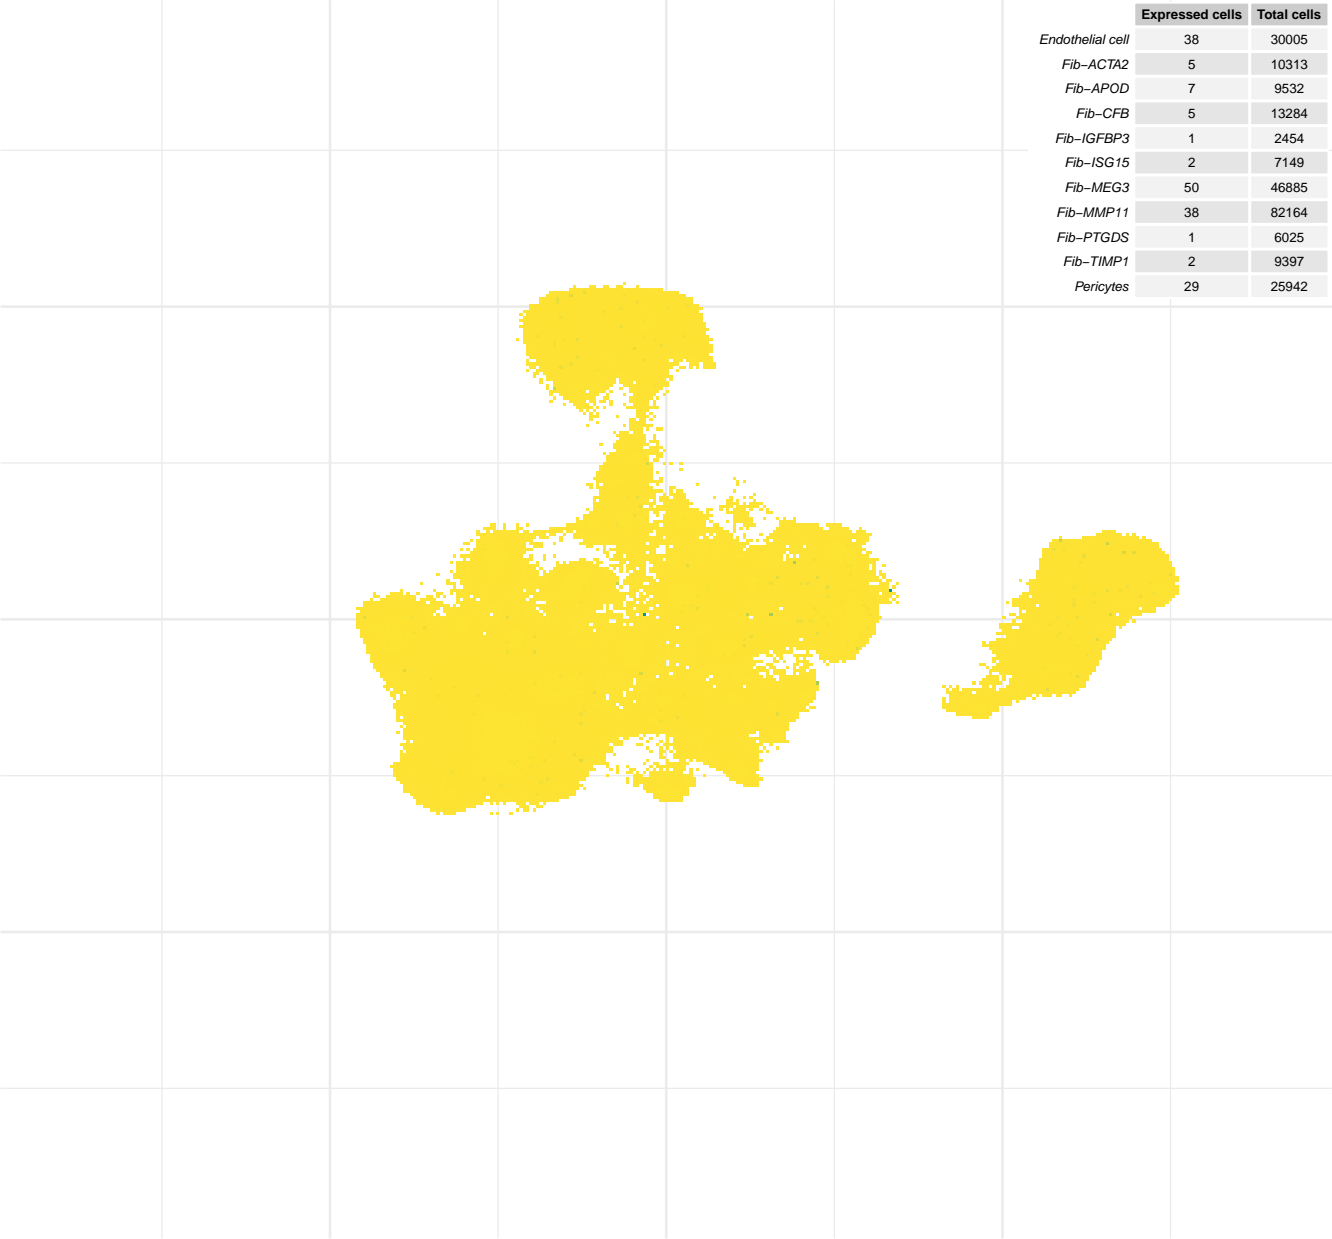 Expressed cells Total cells
Endothelial cell 38 30005
Fib−ACTA2 5 10313
Fib−APOD 7 9532
Fib−CFB 5 13284
Fib−IGFBP3 1 2454
Fib−ISG15 2 7149
Fib−MEG3 50 46885
Fib−MMP11 38 82164
Fib−PTGDS 1 6025
Fib−TIMP1 2 9397
Pericytes 29 25942